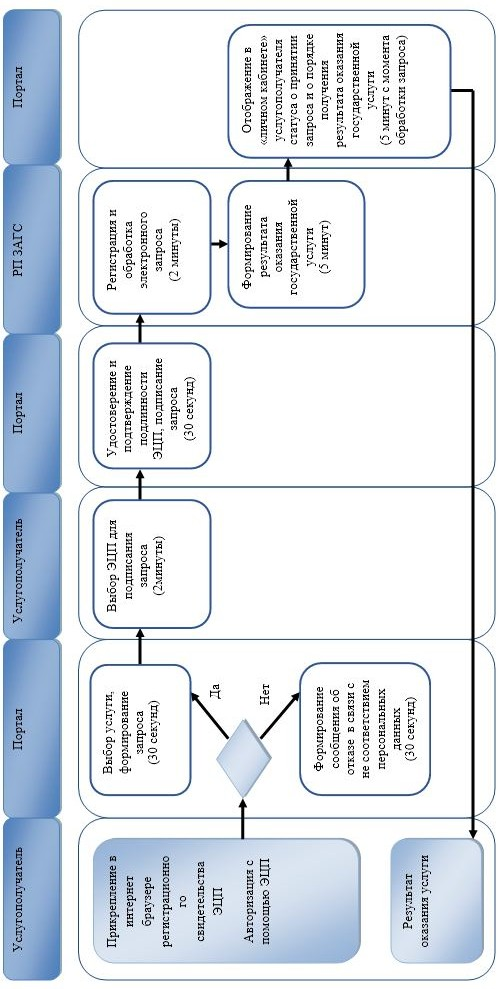 Услугополучатель
Портал
Услугополучатель
Портал
РП ЗАГС
Портал
Прикрепление в
интернет
браузере
регистрационно
го
свидетельства
ЭЦП
Авторизация с
помощью ЭЦП
Выбор услуги,
формирование
запроса
(30 секунд)
Да
Нет
Формирование
сообщения об
отказе в связи с
не соответствием
персональных
данных
(30 секунд)
Выбор ЭЦП для
подписания
запроса
(2минуты)
Удостоверение и
подтверждение
подлинности
ЭЦП, подписание
запроса
(30 секунд)
Регистрация и
обработка
электронного
запроса
(2 минуты)
Формирование
результата
оказания
государственной
услуги
(5 минут)
Отображение в
«личном кабинете»
услугополучателя
статуса о принятии
запроса и о порядке
получения
результата оказания
государственной
услуги
(5 минут с момента
обработки запроса)
Результат
оказания услуги